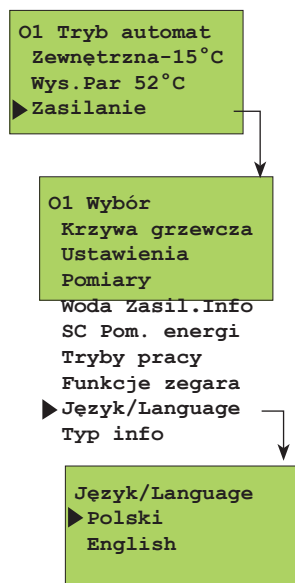 O1 Tryb automat
Zewnętrzna-15°C
Wys.Par 52°C
Zasilanie
O1 Wybór
Krzywa grzewcza
Ustawienia
Pomiary
Woda Zasil.Info
SC Pom. energi
Tryby pracy
Funkcje zegara
Język/Language
Typ info
Język/Language
Polski
English